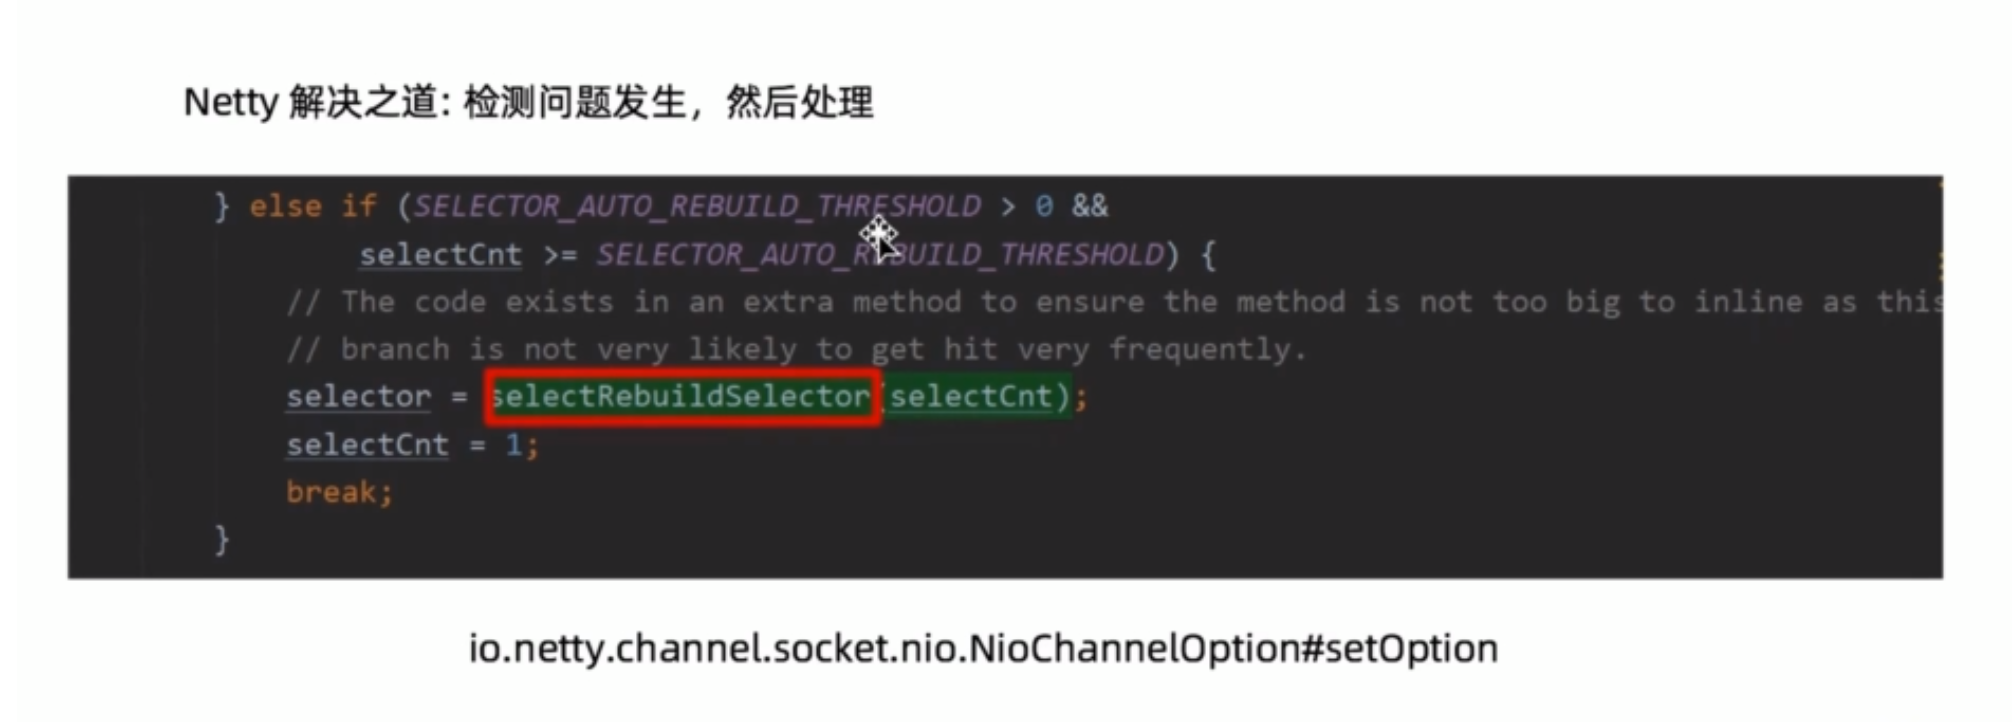 Netty 解决之道: 检测问题发生，然后处理
} else if (SELECTOR_AUTO_REBUILD_THRESHOLD > 0 &&
selectCnt >= SELECTOR_AUTO_REBUILD_THRESHOLD) {
// The code exists in an extra method to ensure the method is not too big to inline as this
// branch is not very likely to get hit very frequently.
selector = selectRebuildSelector(selectCnt);
selectCnt = 1;
break;
}
io.netty.channel.socket.nio.NioChannelOption#setOption